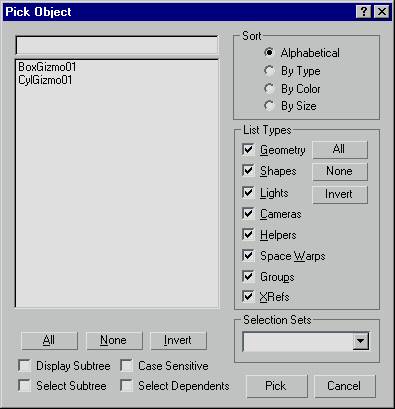 Pick Object
BoxGizmo01
CylGizmo01
All
None
Invert
Display Subtree
Case Sensitive
Select Subtree
Select Dependents
Sort
Alphabetical
By Type
By Color
By Size
List Types
Geometry
Shapes
Lights
Cameras
Helpers
Space Warps
Groups
XRefs
All
None
Invert
Selection Sets
Pick
Cancel